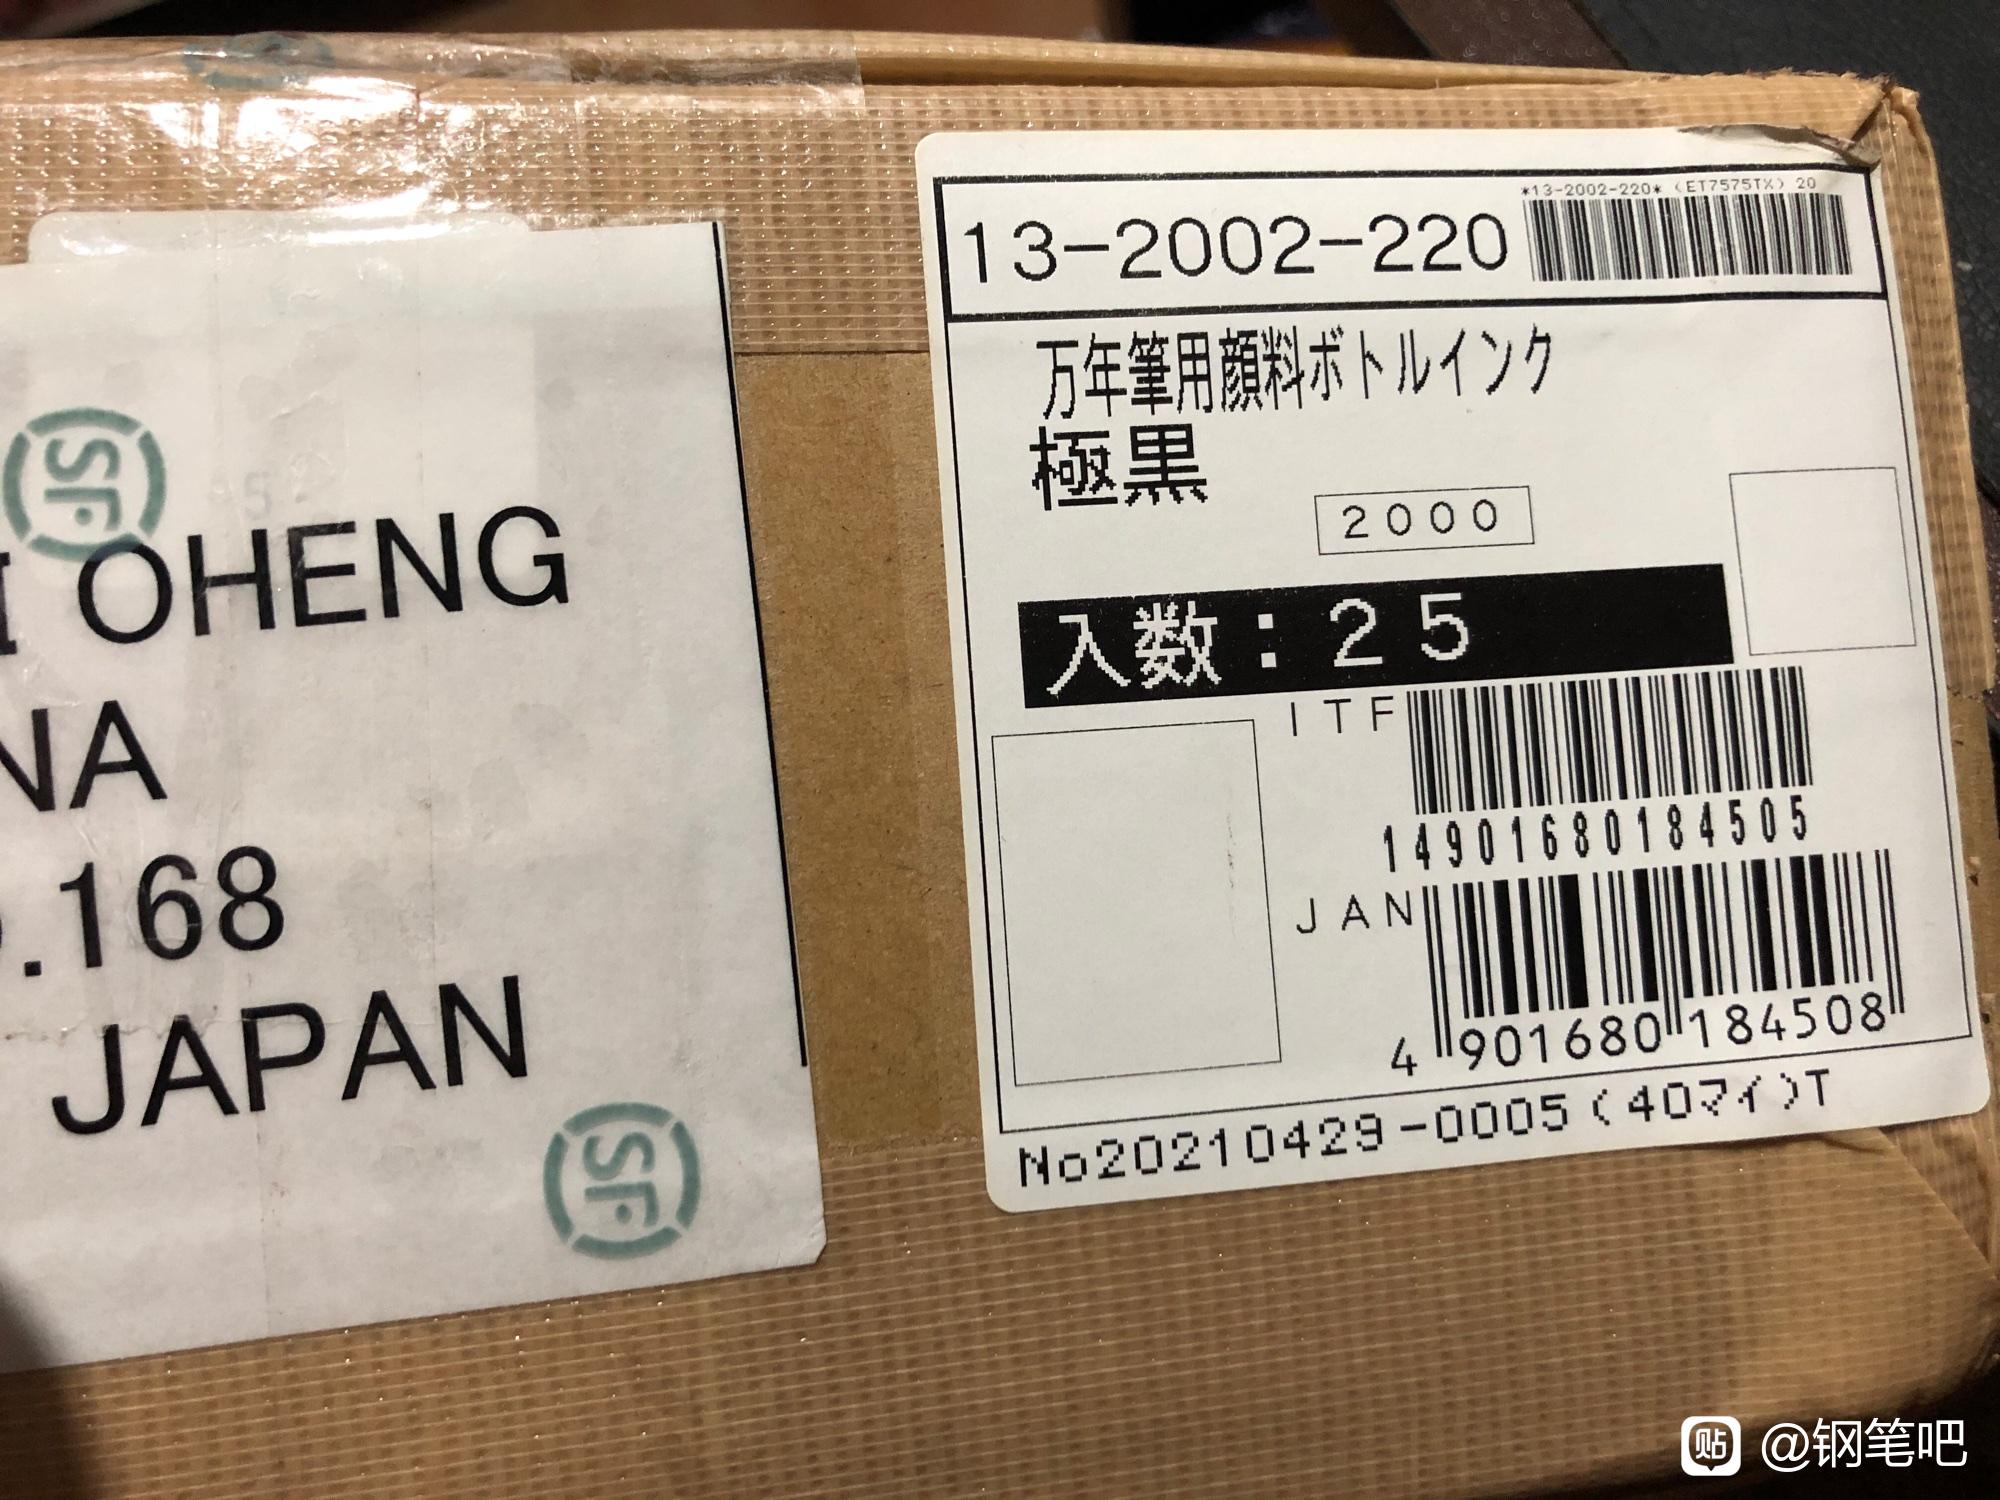 SF
OHENG
NA
.168
JAPAN
SF
*13-2002-220* (ET7575TX) 20
13-2002-220
万年筆用顔料ボトルインク
極黒
2000
入数:25
ITF
14901680184505
JAN
4 901680 184508
No20210429-0005(40マイ)T
贴 @钢笔吧